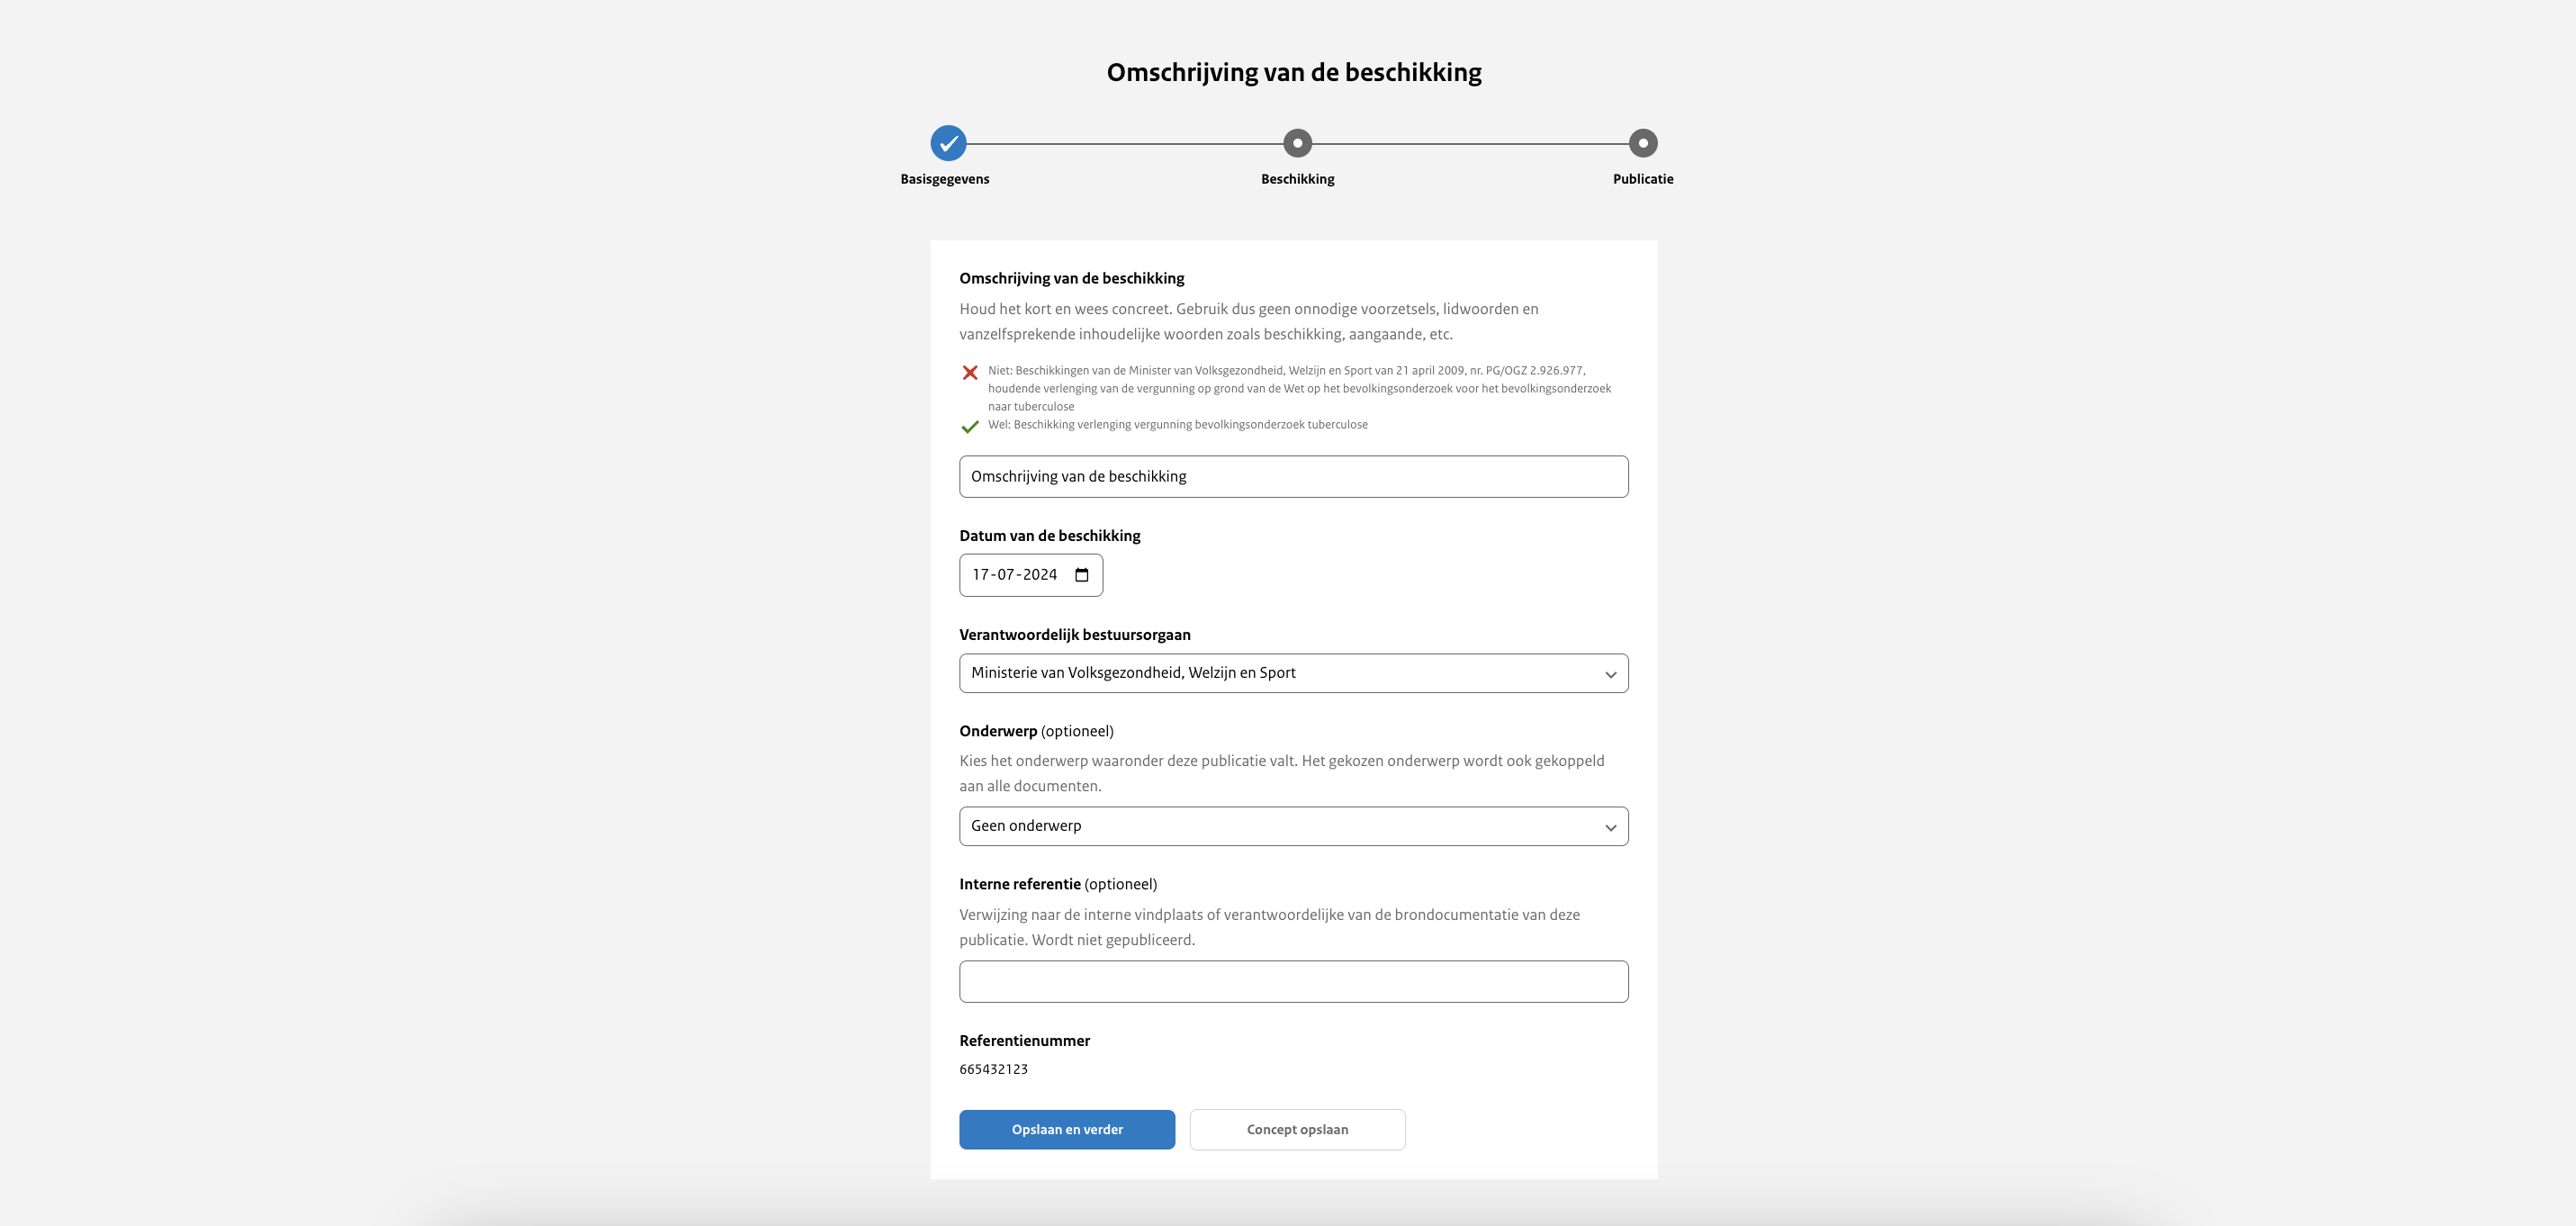 Omschrijving van de beschikking
Basisgegevens
Beschikking
Publicatie
Omschrijving van de beschikking
Houd het kort en wees concreet. Gebruik dus geen onnodige voorzetsels, lidwoorden en
vanzelfsprekende inhoudelijke woorden zoals beschikking, aangaande, etc.
Niet: Beschikkingen van de Minister van Volksgezondheid, Welzijn en Sport van 21 april 2009, nr. PG/OGZ 2.926.977,
houdende verlenging van de vergunning op grond van de Wet op het bevolkingsonderzoek voor het bevolkingsonderzoek
naar tuberculose
Wel: Beschikking verlenging vergunning bevolkingsonderzoek tuberculose
Omschrijving van de beschikking
Datum van de beschikking
17-07-2024
Verantwoordelijk bestuursorgaan
Ministerie van Volksgezondheid, Welzijn en Sport
Onderwerp (optioneel)
Kies het onderwerp waaronder deze publicatie valt. Het gekozen onderwerp wordt ook gekoppeld
aan alle documenten.
Geen onderwerp
Interne referentie (optioneel)
Verwijzing naar de interne vindplaats of verantwoordelijke van de brondocumentatie van deze
publicatie. Wordt niet gepubliceerd.
Referentienummer
665432123
Opslaan en verder
Concept opslaan